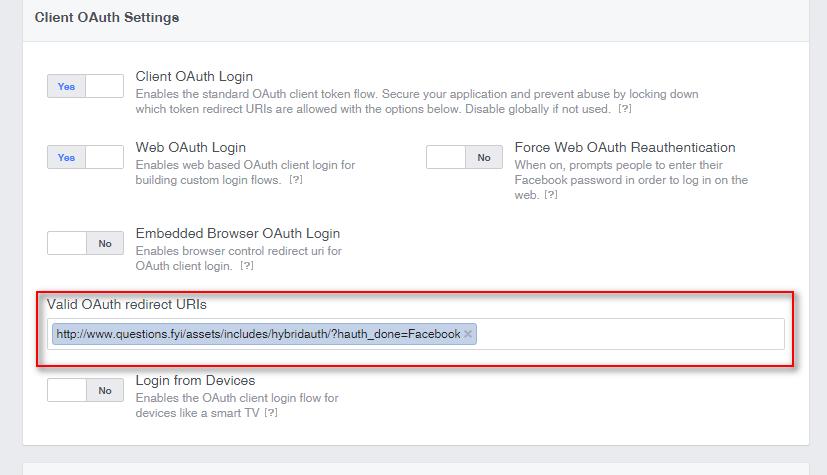 Client OAuth Settings
Yes
Client OAuth Login
Enables the standard OAuth client token flow. Secure your application and prevent abuse by locking down
which token redirect URIs are allowed with the options below. Disable globally if not used. [?]
Yes
Web OAuth Login
Enables web based OAuth client login for
building custom login flows. [?]
No
Force Web OAuth Reauthentication
When on, prompts people to enter their
Facebook password in order to log in on the
web. [?]
No
Embedded Browser OAuth Login
Enables browser control redirect uri for
OAuth client login. [?]
Valid OAuth redirect URIs
http://www.questions.fyi/assets/includes/hybridauth/?hauth_done=Facebook
No
Login from Devices
Enables the OAuth client login flow for
devices like a smart TV [?]